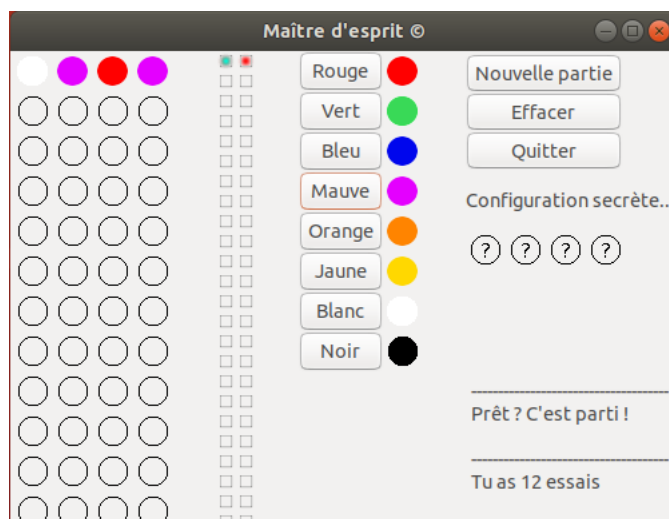 Maître d'esprit ©
Rouge
Vert
Bleu
Mauve
Orange
Jaune
Blanc
Noir
Nouvelle partie
Effacer
Quitter
Configuration secrète..
? ? ? ?
Prêt ? C'est parti !
Tu as 12 essais